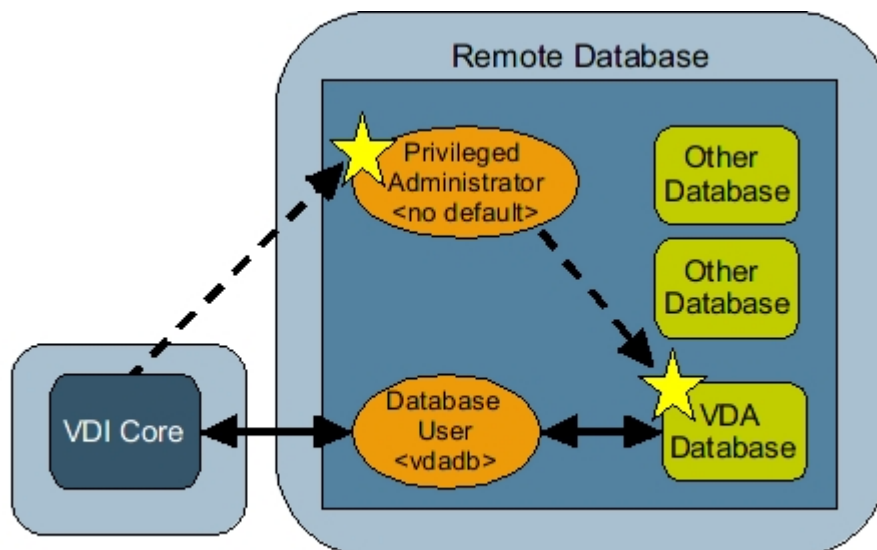 Remote Database
Privileged
Administrator
<no default>
Other
Database
Other
Database
VDI Core
Database
User
<vdadb>
VDA
Database